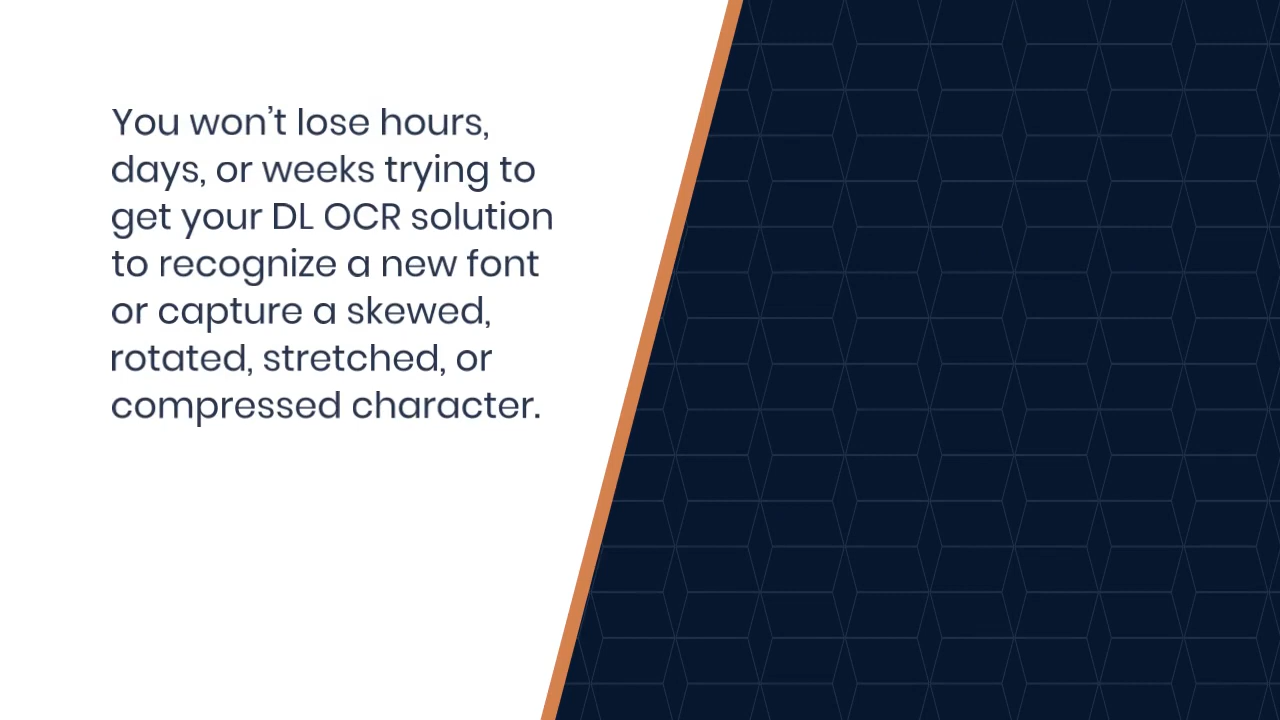 You won’t lose hours,
days, or weeks trying to
get your DL OCR solution
to recognize a new font
or capture a skewed,
rotated, stretched, or
compressed character.